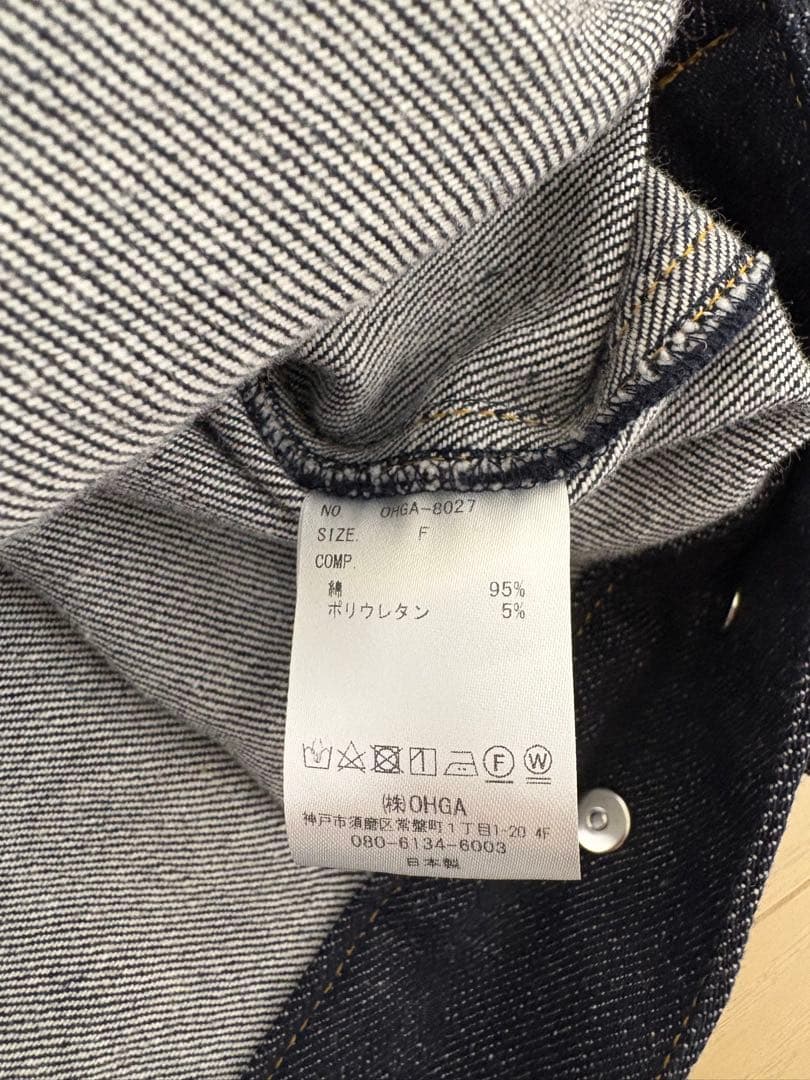 NO OHGA-8027
SIZE. F
COMP.
綿 95%
ポリウレタン 5%
F W
(株)OHGA
神戸市須磨区常盤町1丁目1-20 4F
080-6134-6003
日本製